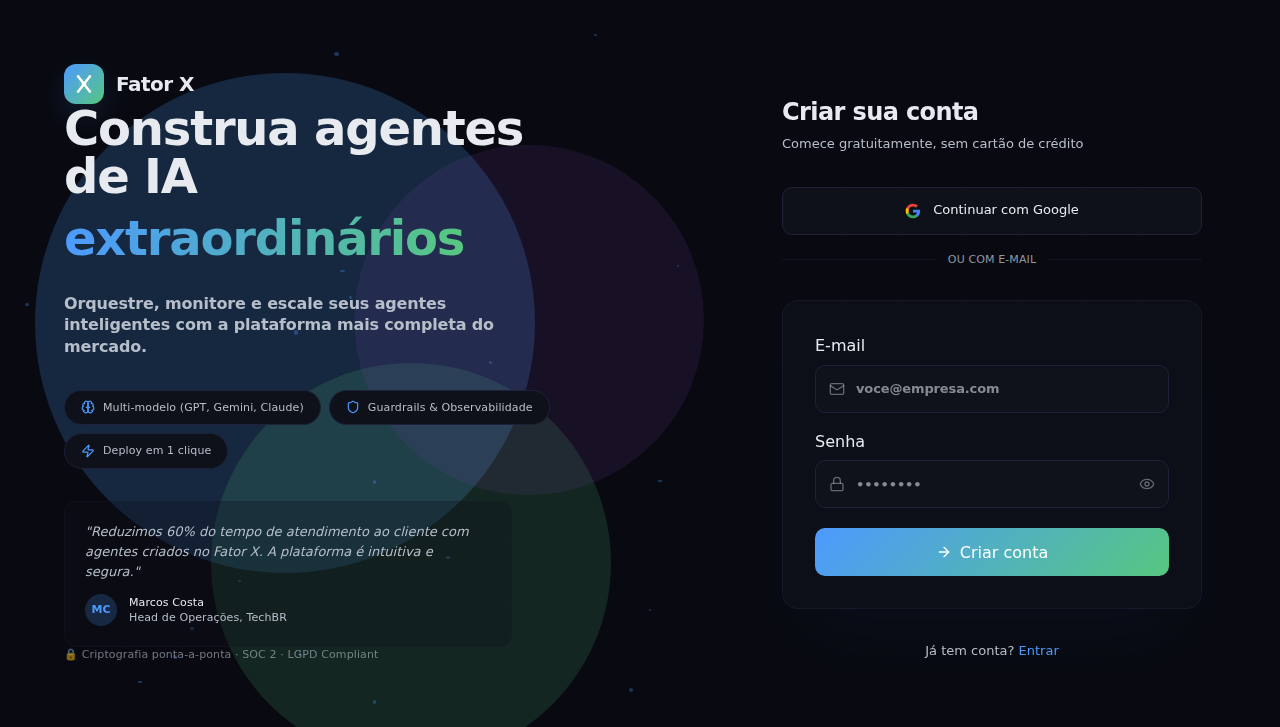 Fator X
Construa agentes
de IA
extraordinários
Orquestre, monitore e escale seus agentes
inteligentes com a plataforma mais completa do
mercado.
Multi-modelo (GPT, Gemini, Claude)
Guardrails & Observabilidade
Deploy em 1 clique
"Reduzimos 60% do tempo de atendimento ao cliente com
agentes criados no Fator X. A plataforma é intuitiva e
segura."
MC
Marcos Costa
Head de Operações, TechBR
🔒 Criptografia ponta-a-ponta · SOC 2 · LGPD Compliant
Criar sua conta
Comece gratuitamente, sem cartão de crédito
Continuar com Google
OU COM E-MAIL
E-mail
voce@empresa.com
Senha
••••••••
Criar conta
Já tem conta? Entrar